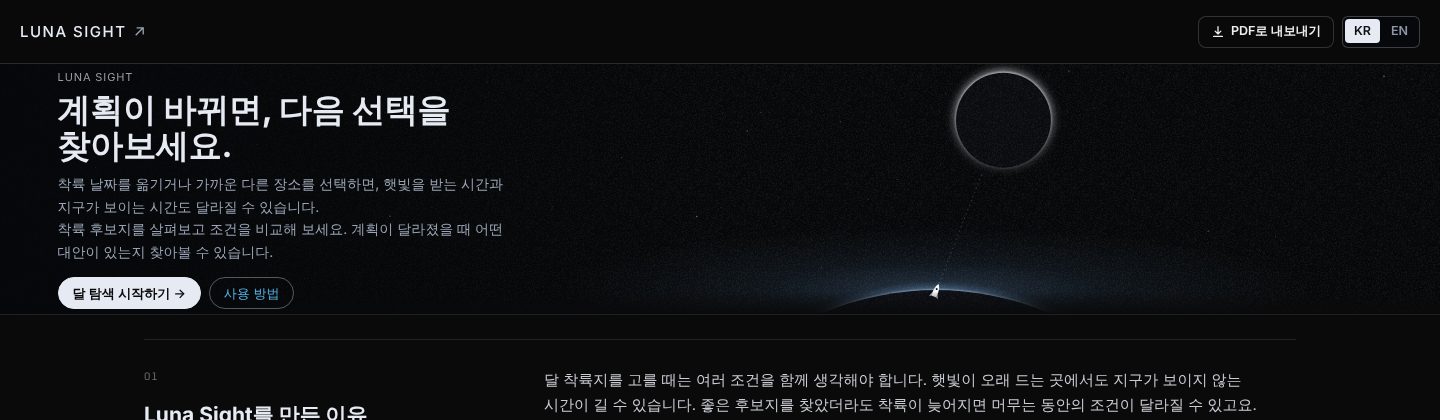 LUNA SIGHT ↗
PDF로 내보내기
KR
EN
LUNA SIGHT
계획이 바뀌면, 다음 선택을
찾아보세요.
착륙 날짜를 옮기거나 가까운 다른 장소를 선택하면, 햇빛을 받는 시간과
지구가 보이는 시간도 달라질 수 있습니다.
착륙 후보지를 살펴보고 조건을 비교해 보세요. 계획이 달라졌을 때 어떤
대안이 있는지 찾아볼 수 있습니다.
달 탐색 시작하기 →
사용 방법
01
Luna Sight를 만든 이유
달 착륙지를 고를 때는 여러 조건을 함께 생각해야 합니다. 햇빛이 오래 드는 곳에서도 지구가 보이지 않는
시간이 길 수 있습니다. 좋은 후보지를 찾았더라도 착륙이 늦어지면 머무는 동안의 조건이 달라질 수 있고요.